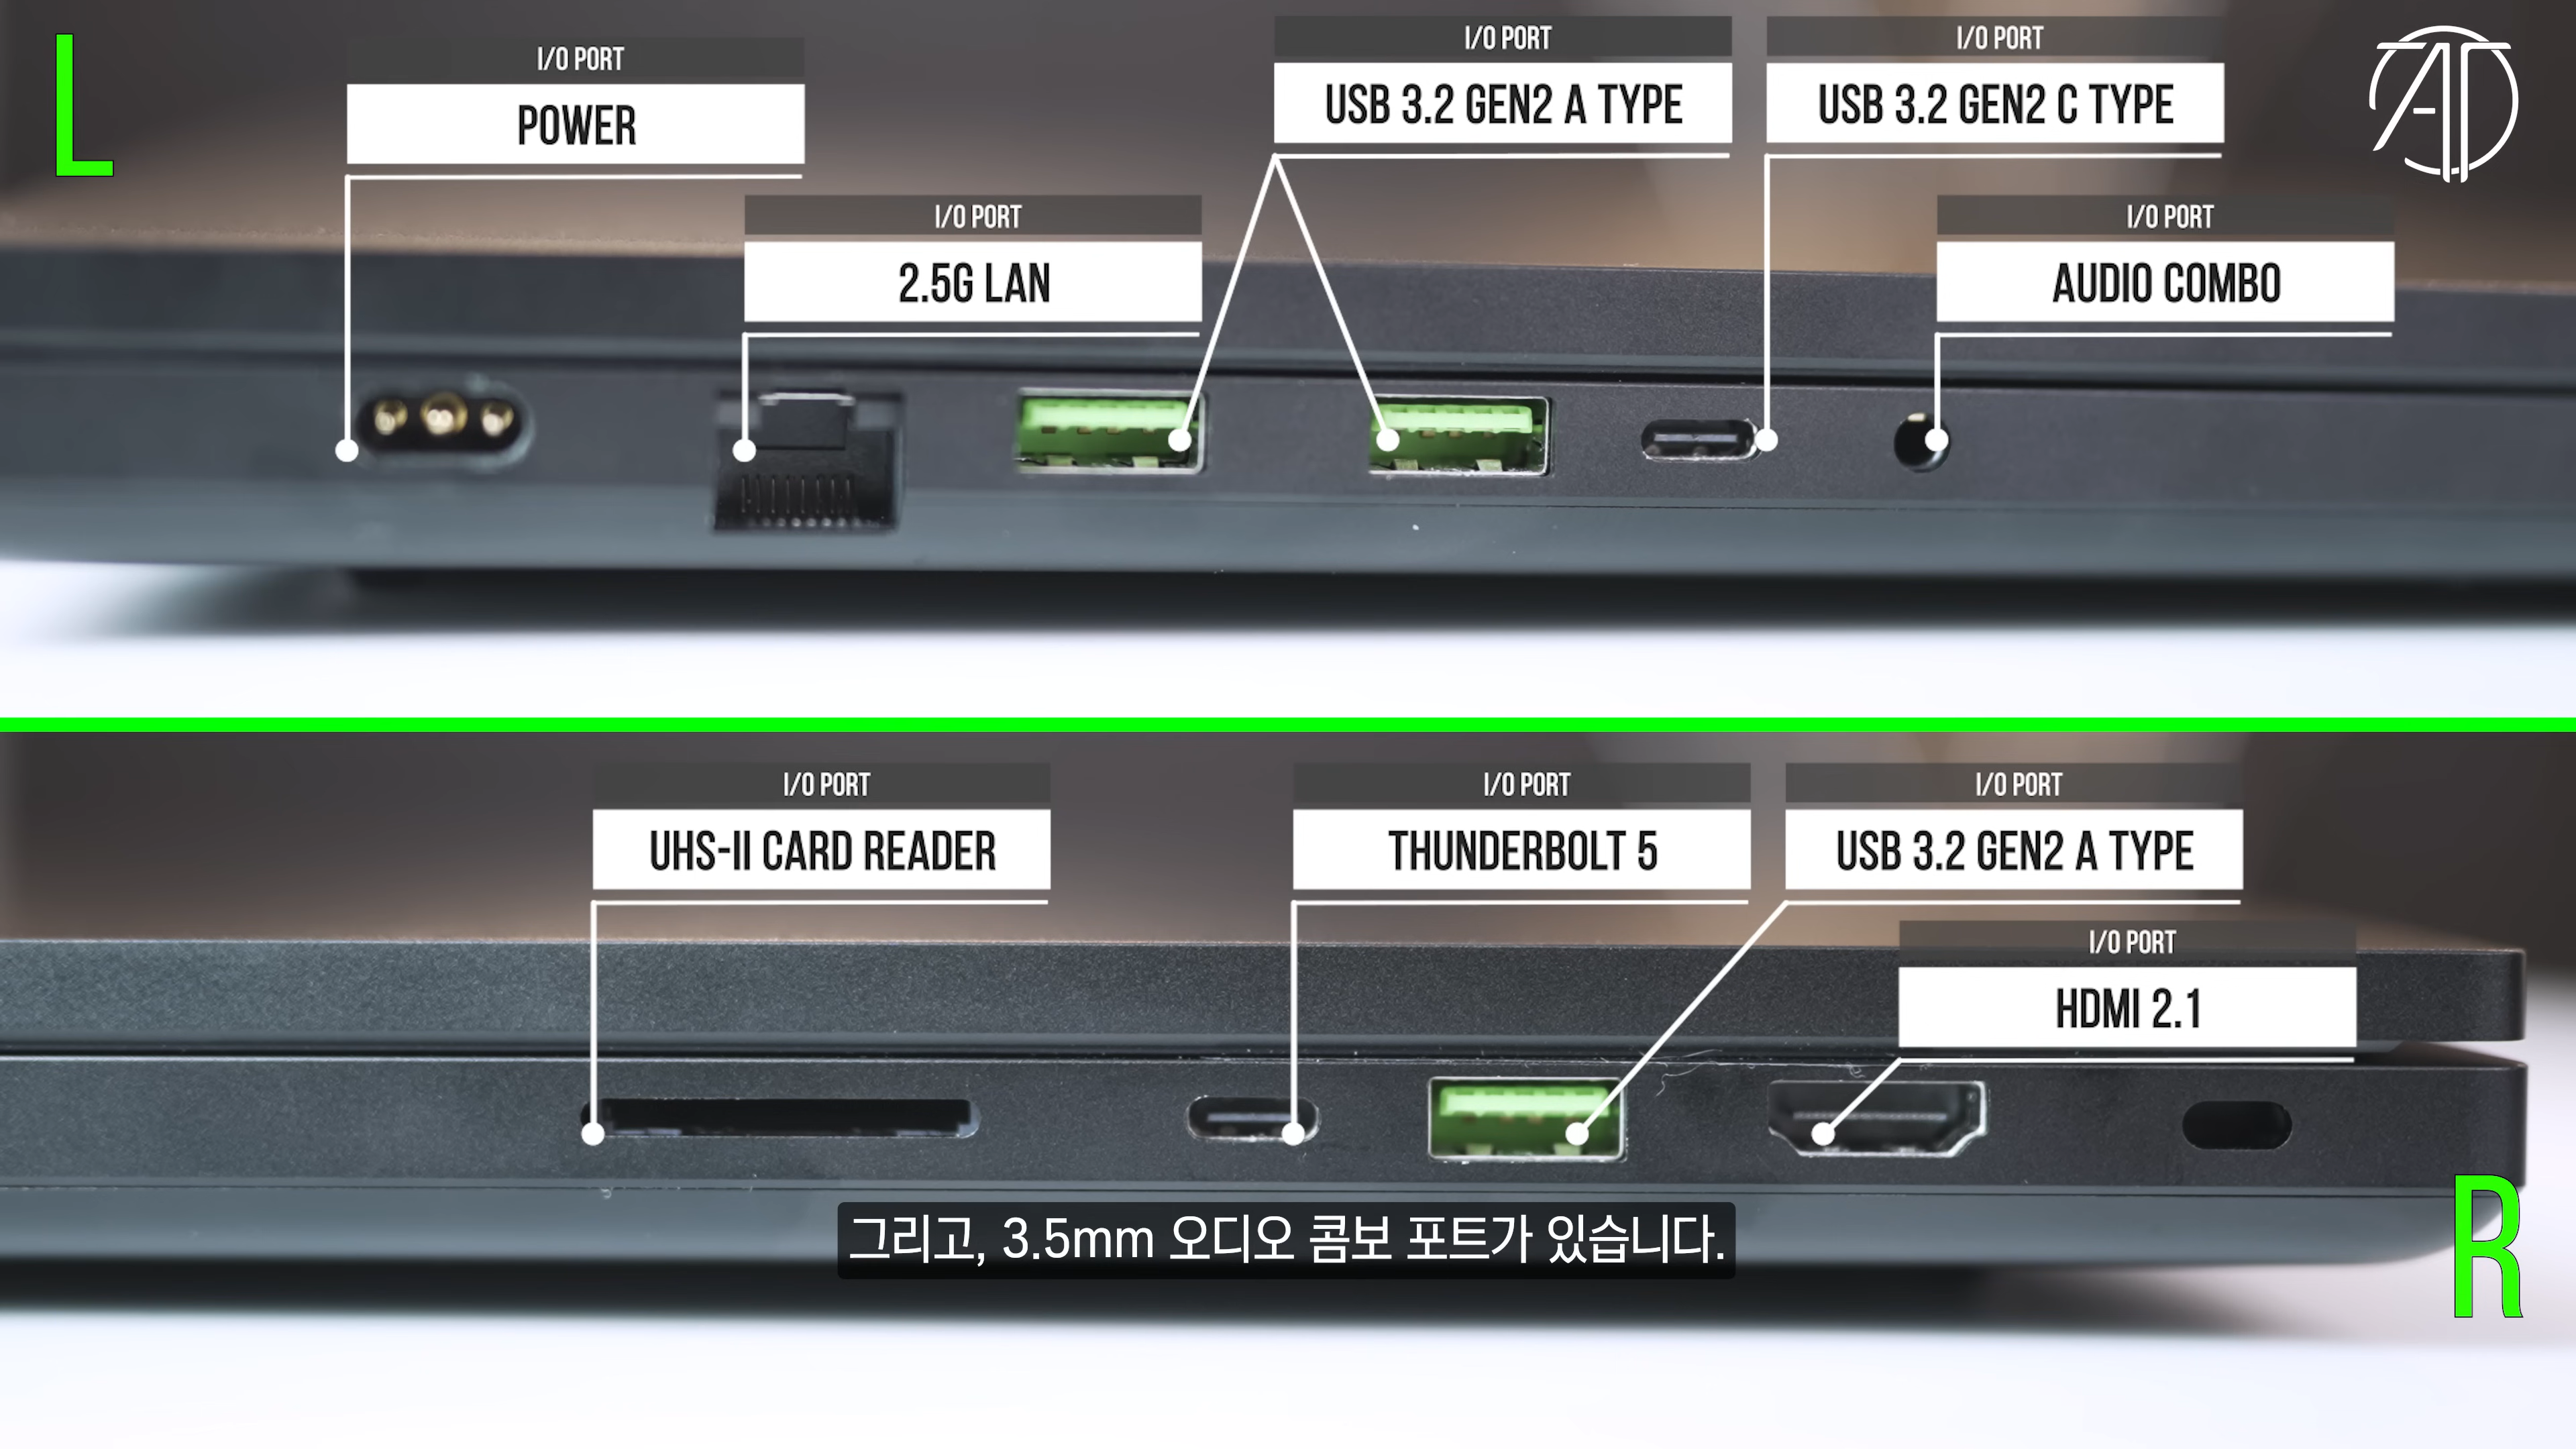 L
I/O PORT
POWER
I/O PORT
2.5G LAN
I/O PORT
USB 3.2 GEN2 A TYPE
I/O PORT
USB 3.2 GEN2 C TYPE
I/O PORT
AUDIO COMBO
I/O PORT
UHS-II CARD READER
I/O PORT
THUNDERBOLT 5
I/O PORT
USB 3.2 GEN2 A TYPE
I/O PORT
HDMI 2.1
그리고, 3.5mm 오디오 콤보 포트가 있습니다.
R